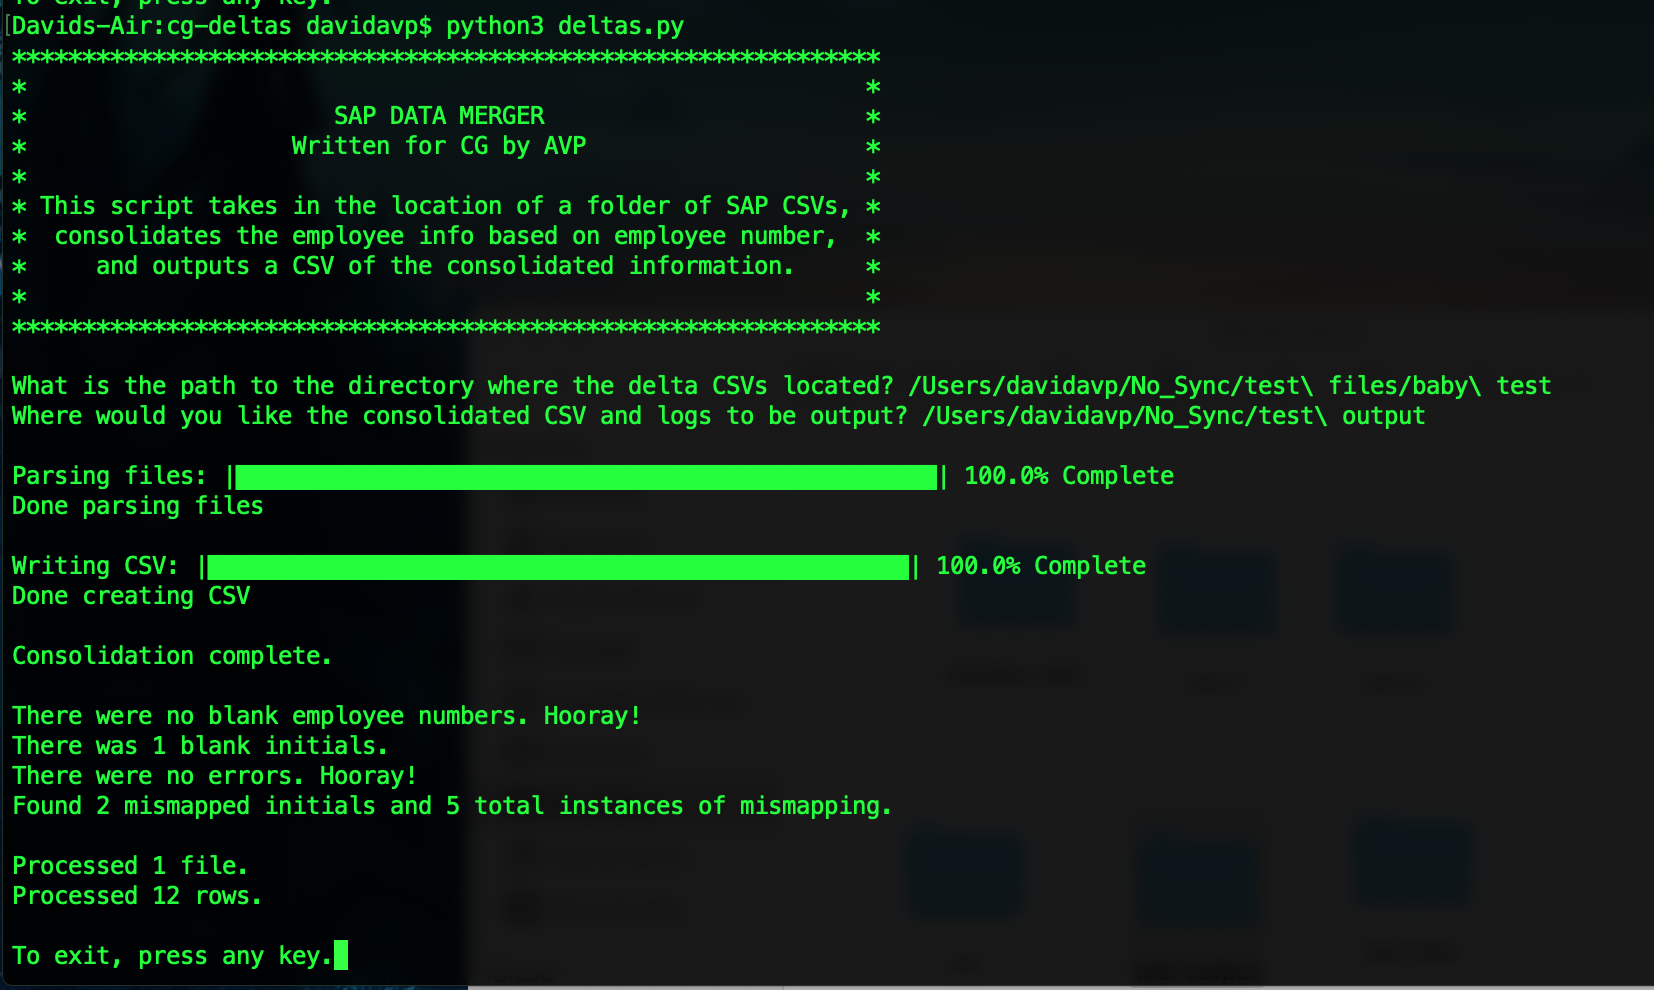 To exit, press any key.
Davids-Air:cg-deltas davidavp$ python3 deltas.py
**************************************************************
*                                                            *
*                      SAP DATA MERGER                       *
*                   Written for CG by AVP                    *
*                                                            *
* This script takes in the location of a folder of SAP CSVs, *
*  consolidates the employee info based on employee number,  *
*     and outputs a CSV of the consolidated information.     *
*                                                            *
**************************************************************
What is the path to the directory where the delta CSVs located? /Users/davidavp/No_Sync/test\ files/baby\ test
Where would you like the consolidated CSV and logs to be output? /Users/davidavp/No_Sync/test\ output
Parsing files: |██████████████████████████████████████████████████| 100.0% Complete
Done parsing files
Writing CSV: |██████████████████████████████████████████████████| 100.0% Complete
Done creating CSV
Consolidation complete.
There were no blank employee numbers. Hooray!
There was 1 blank initials.
There were no errors. Hooray!
Found 2 mismapped initials and 5 total instances of mismapping.
Processed 1 file.
Processed 12 rows.
To exit, press any key.